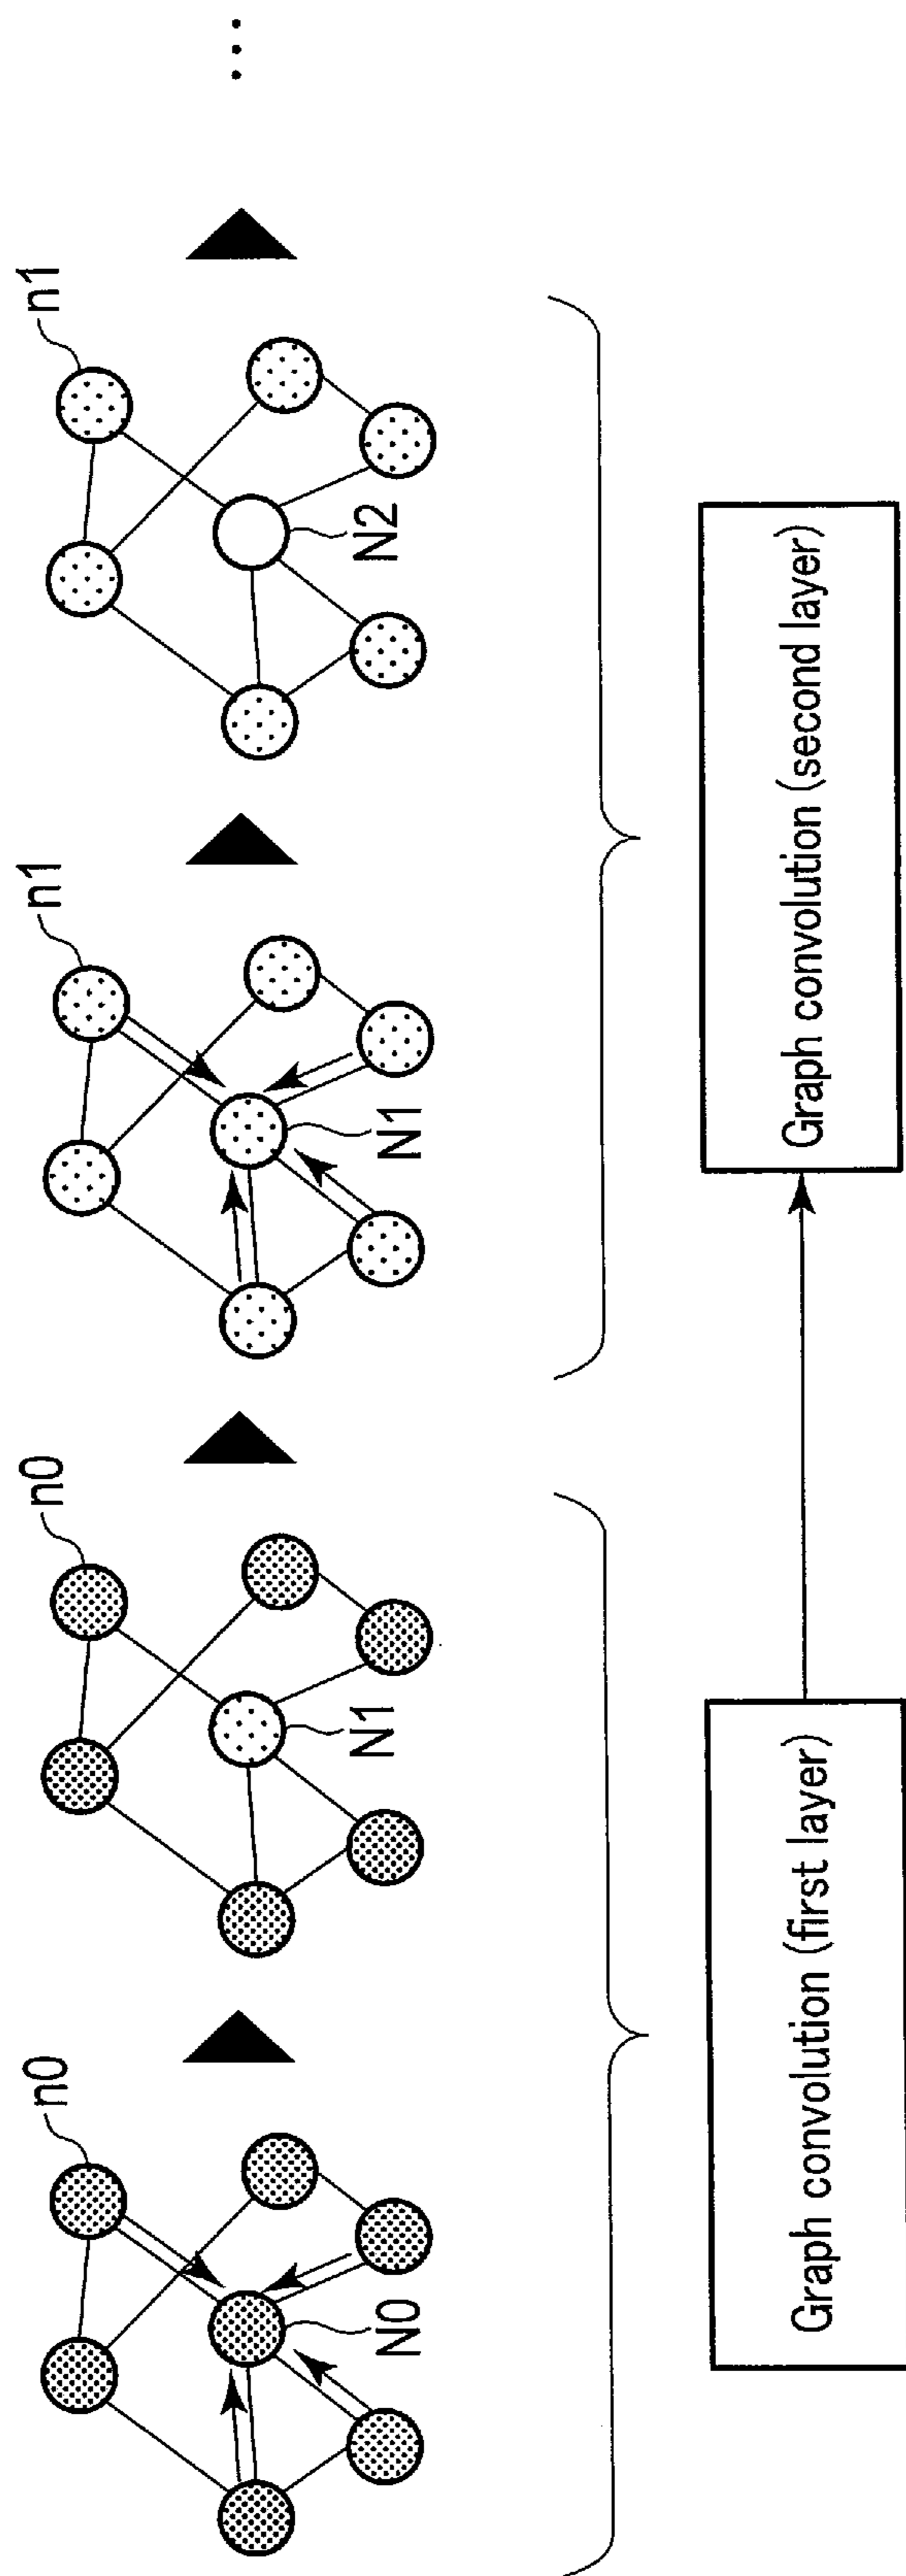 n0
N0
n0
N1
n1
N1
n1
N2
...
Graph convolution (first layer)
Graph convolution (second layer)